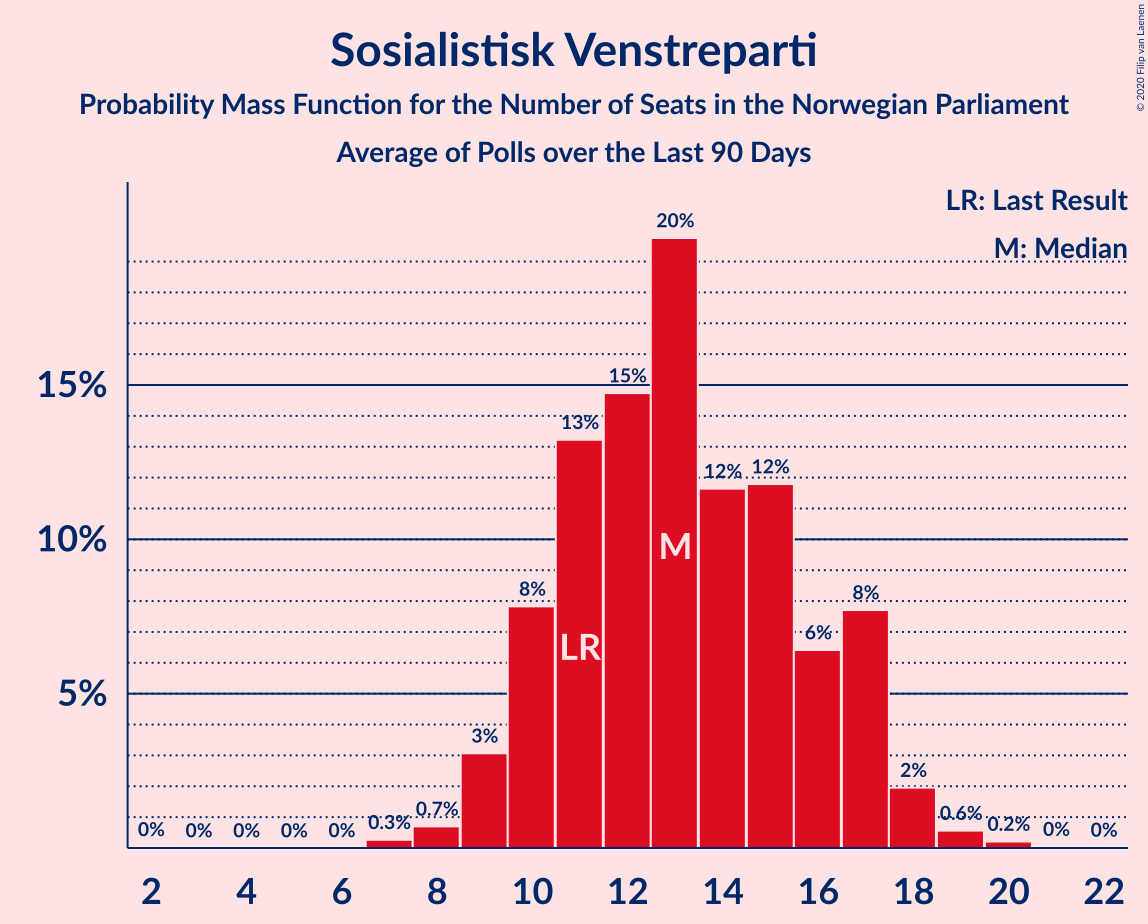 Sosialistisk Venstreparti
Probability Mass Function for the Number of Seats in the Norwegian Parliament
Average of Polls over the Last 90 Days
© 2020 Filip van Laenen
LR: Last Result
M: Median
15%
10%
5%
0% 0% 0% 0% 0% 0.3% 0.7% 3% 8% 13% 15% 20% 12% 12% 6% 8% 2% 0.6% 0.2% 0% 0%
LR
M
2 4 6 8 10 12 14 16 18 20 22